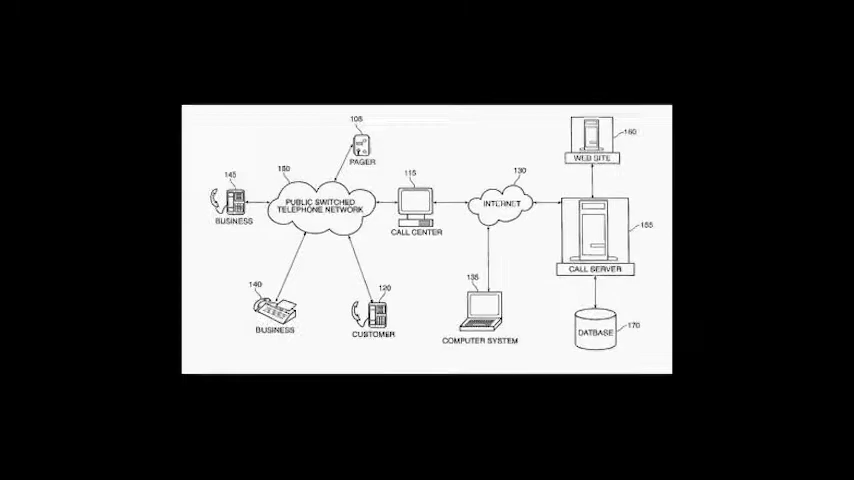 105
160
PAGER
WEB SITE
145
150
115
130
PUBLIC SWITCHED
TELEPHONE NETWORK
INTERNET
BUSINESS
CALL CENTER
155
CALL SERVER
140
120
135
BUSINESS
CUSTOMER
COMPUTER SYSTEM
DATBASE
170